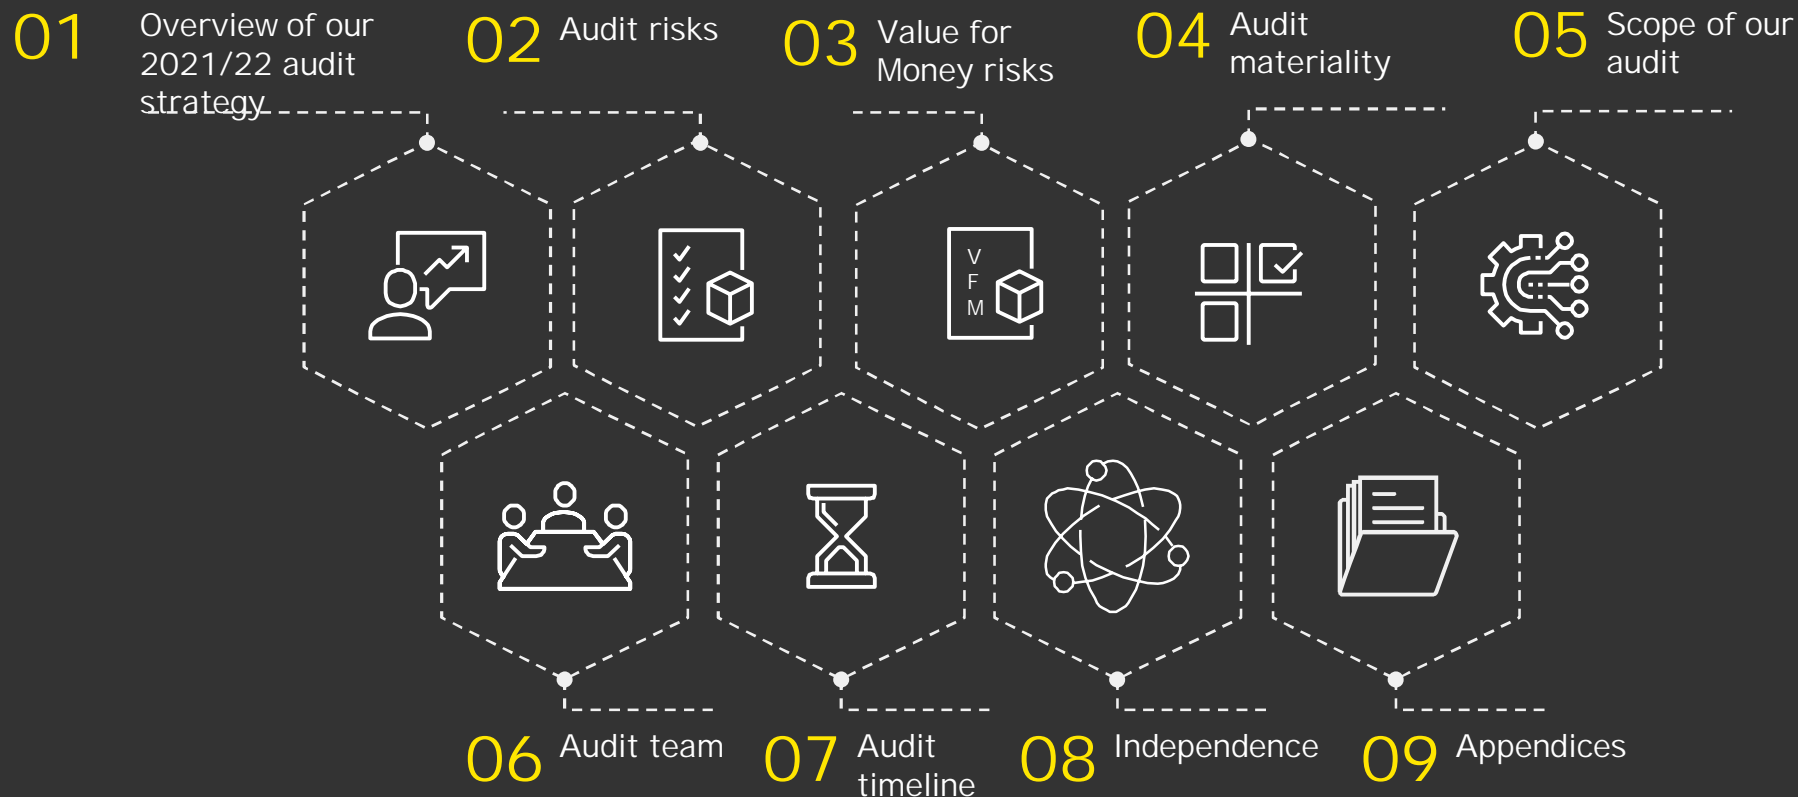 01
Overview of our
2021/22 audit
strategy
02
Audit risks
03
Value for
Money risks
04
Audit
materiality
05
Scope of our
audit
V
F
M
06
Audit team
07
Audit
timeline
08
Independence
09
Appendices